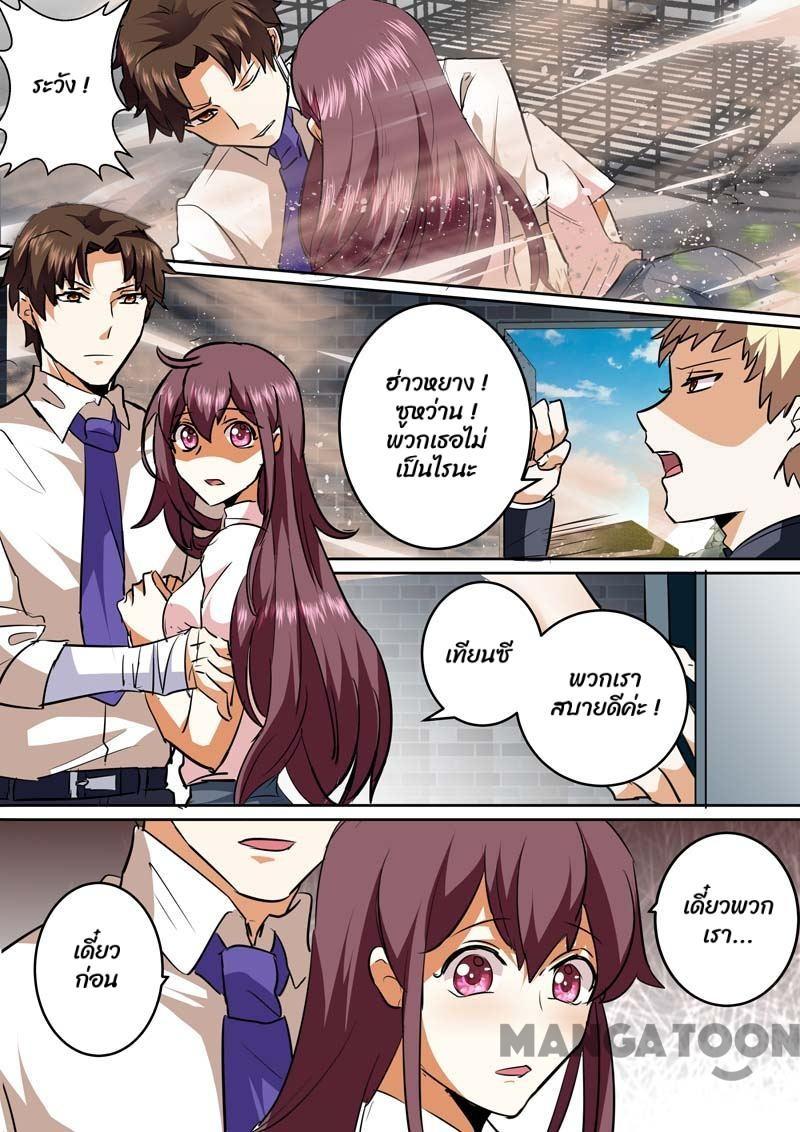 ระวัง !
ฮ่าวหยาง !
ซูหว่าน !
พวกเธอไม่
เป็นไรนะ
เทียนซี
พวกเรา
สบายดีค่ะ !
เดี๋ยวพวก
เรา...
เดี๋ยว
ก่อน
MANGATOON